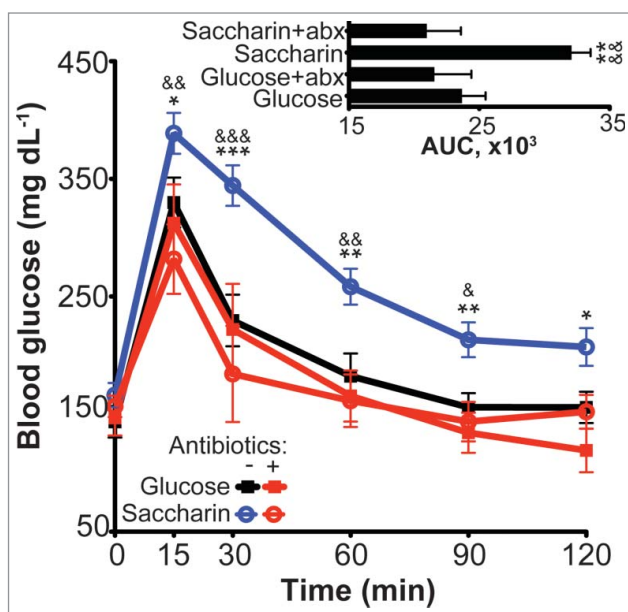 Saccharin+abx
Saccharin
Glucose+abx
Glucose
**
&&
15 25 35
AUC, x10³
Blood glucose (mg dL⁻¹)
450
350
250
150
50
&&
*
&&&
***
&&
**
&
**
*
Antibiotics:
- +
Glucose
Saccharin
0 15 30 60 90 120
Time (min)